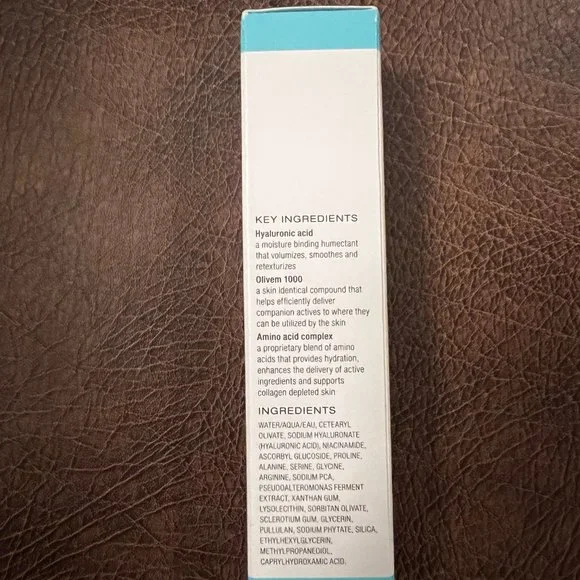 KEY INGREDIENTS
Hyaluronic acid
a moisture binding humectant
that volumizes, smoothes and
retexturizes
Olivem 1000
a skin identical compound that
helps efficiently deliver
companion actives to where they
can be utilized by the skin
Amino acid complex
a proprietary blend of amino
acids that provides hydration,
enhances the delivery of active
ingredients and supports
collagen depleted skin
INGREDIENTS
WATER/AQUA/EAU, CETEARYL
OLIVATE, SODIUM HYALURONATE
(HYALURONIC ACID), NIACINAMIDE,
ASCORBYL GLUCOSIDE, PROLINE,
ALANINE, SERINE, GLYCINE,
ARGININE, SODIUM PCA,
PSEUDOALTEROMONAS FERMENT
EXTRACT, XANTHAN GUM,
LYSOLECITHIN, SORBITAN OLIVATE,
SCLEROTIUM GUM, GLYCERIN,
PULLULAN, SODIUM PHYTATE, SILICA,
ETHYLHEXYLGLYCERIN,
METHYLPROPANEDIOL,
CAPRYLHYDROXAMIC ACID.